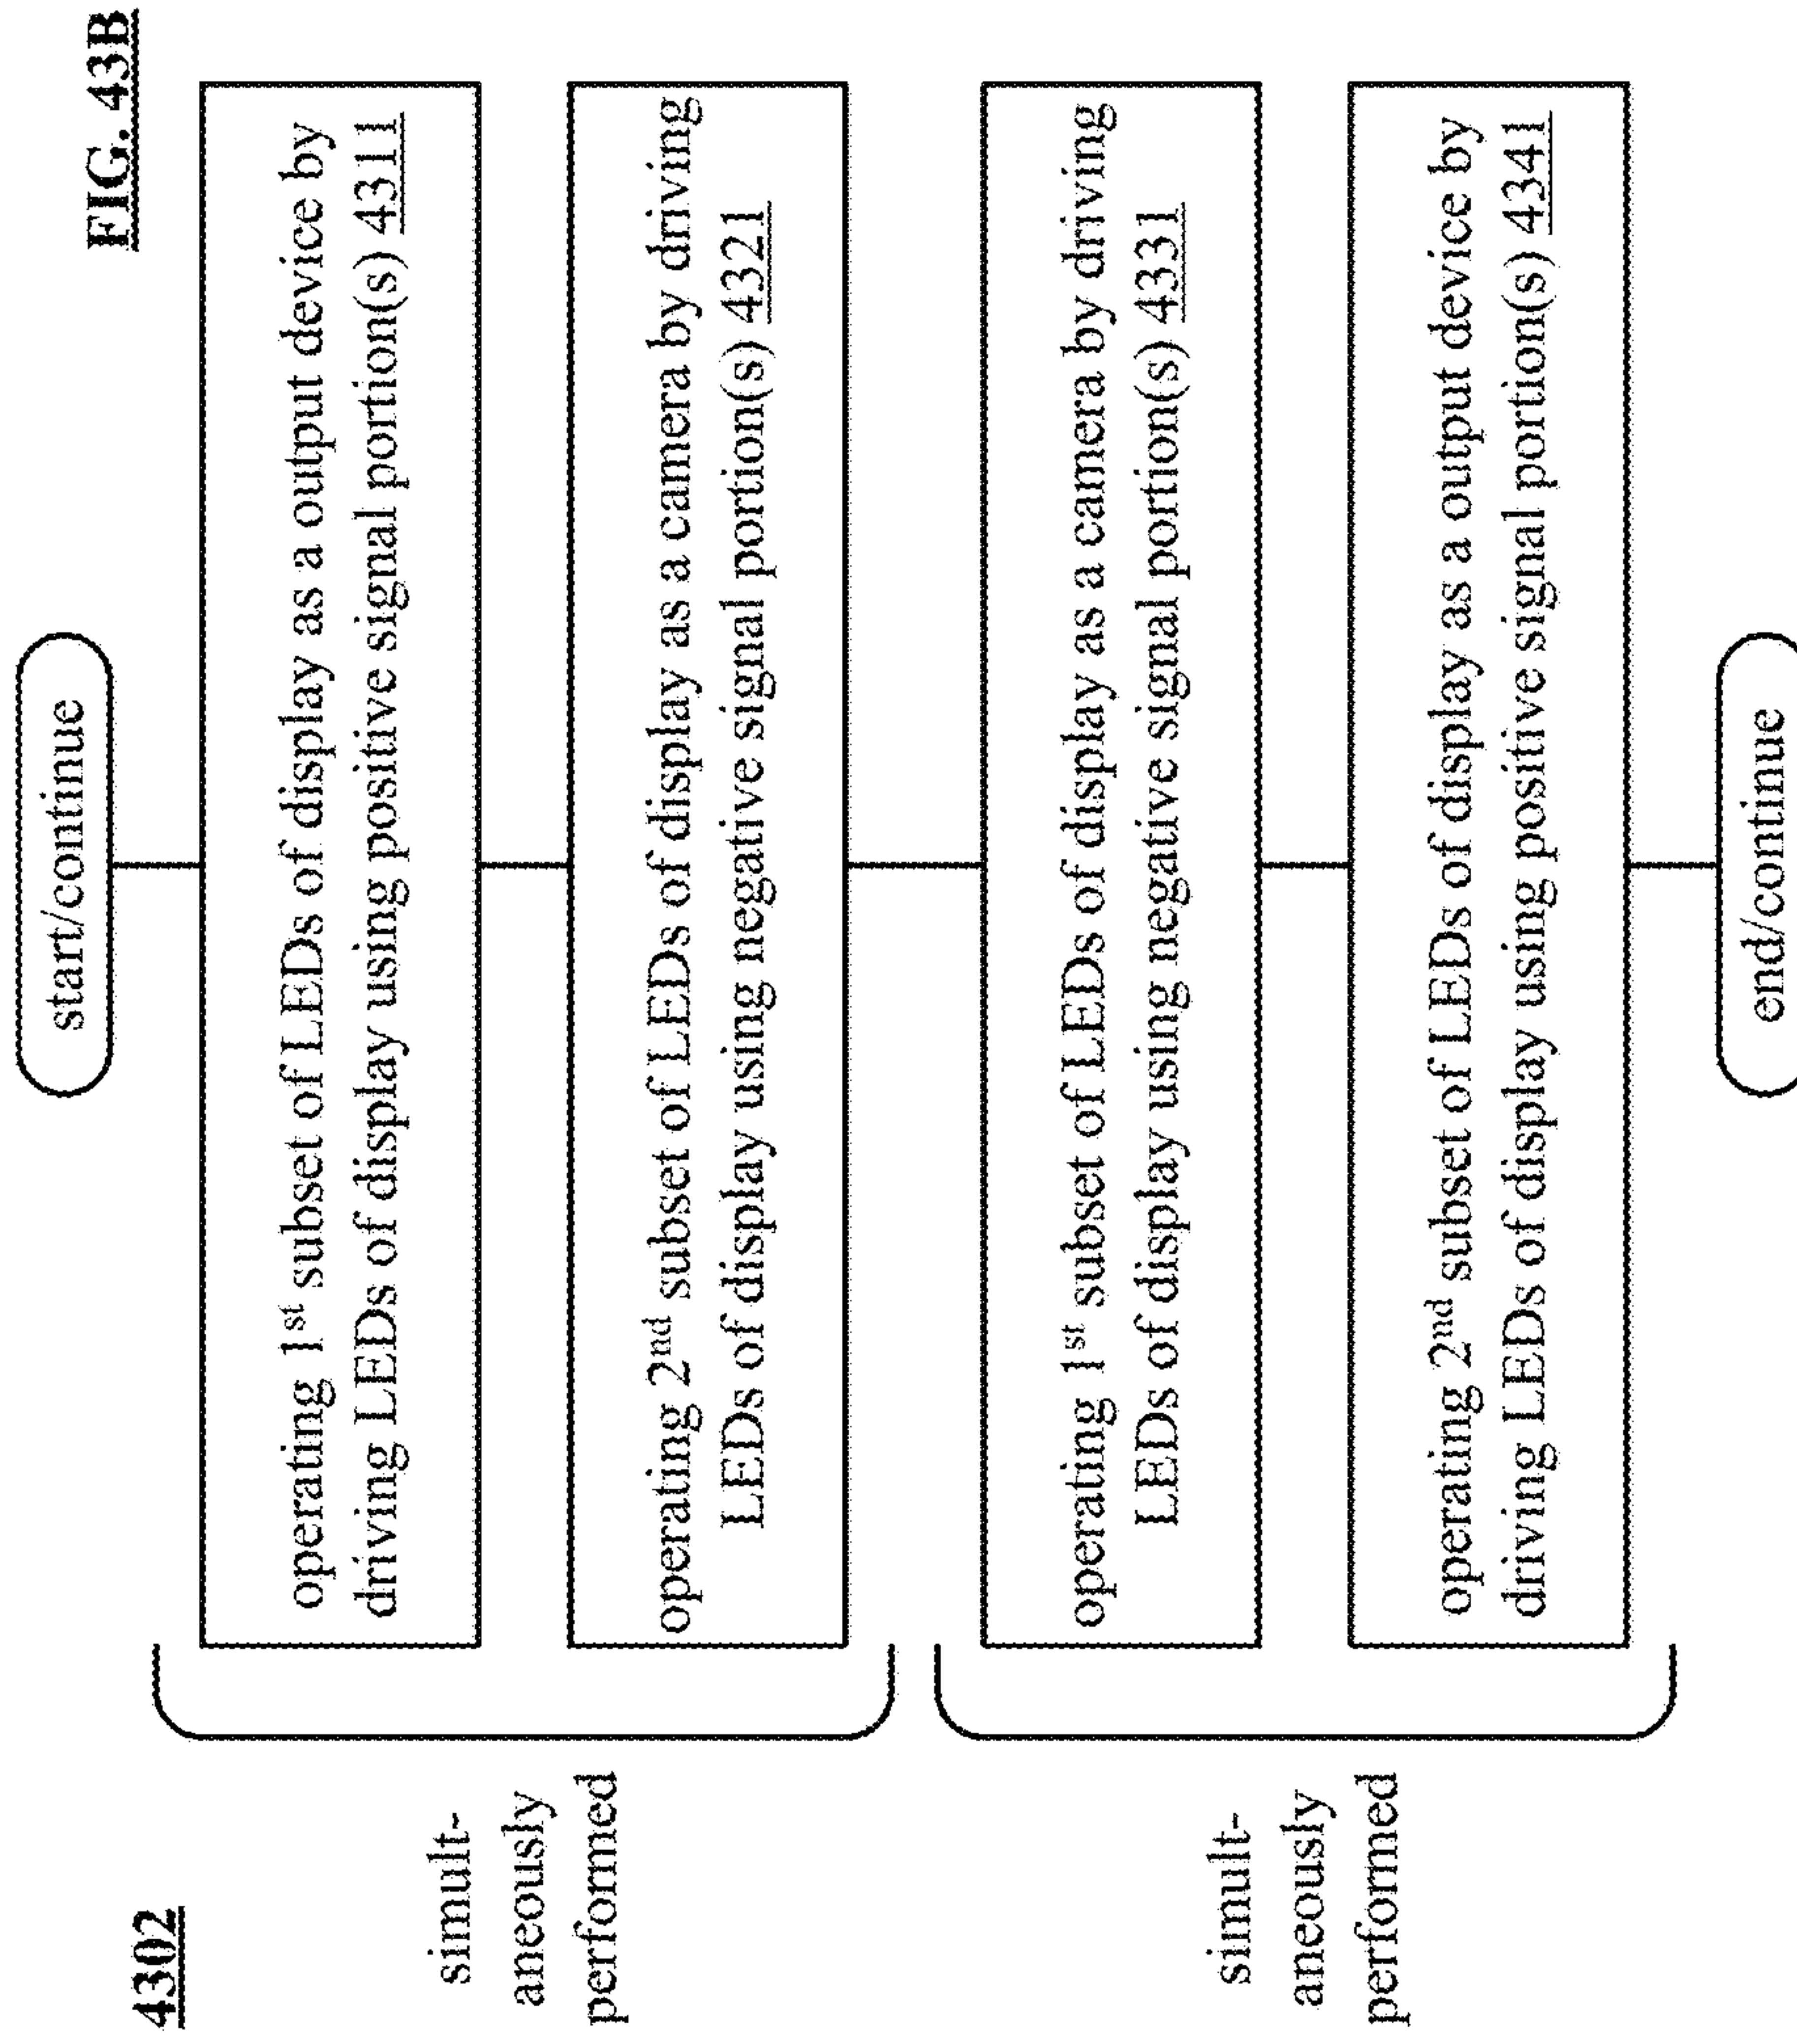 4302
FIG. 43B
start/continue
operating 1st subset of LEDs of display as a output device by
driving LEDs of display using positive signal portion(s) 4311
simult-
aneously
perfomed
operating 2nd subset of LEDs of display as a camera by driving
LEDs of display using negative signal portion(s) 4321
operating 1st subset of LEDs of display as a camera by driving
LEDs of display using negative signal portion(s) 4331
simult-
aneously
perfomed
operating 2nd subset of LEDs of display as a output device by
driving LEDs of display using positive signal portion(s) 4341
end/continue